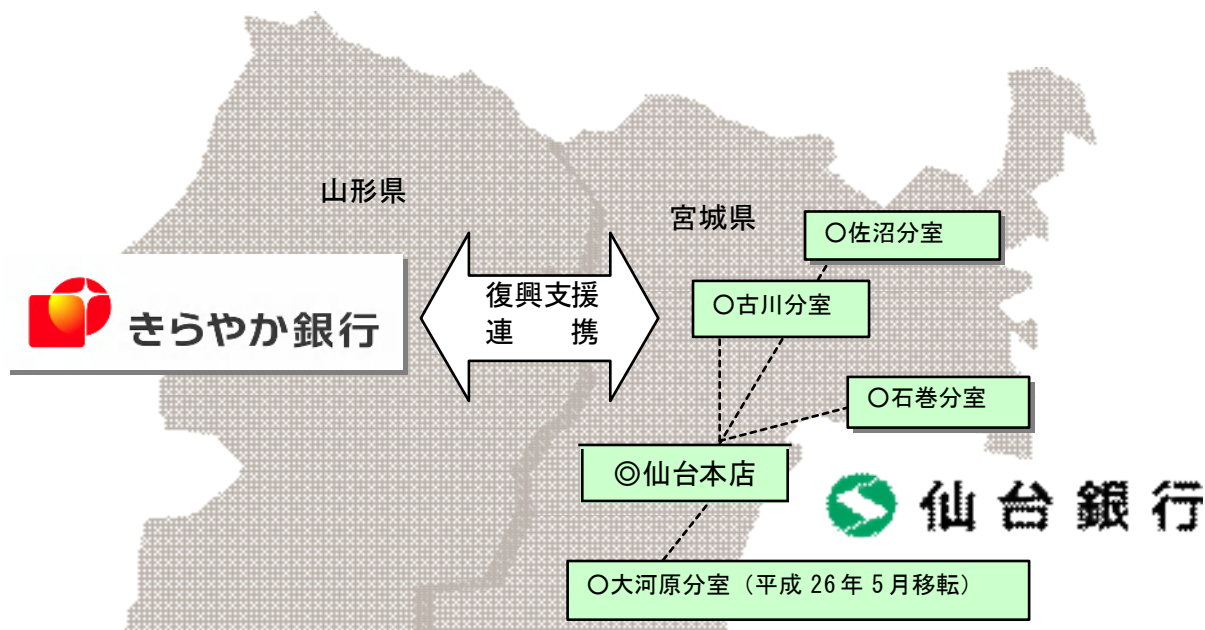 山形県
宮城県
○佐沼分室
きらやか銀行
復興支援
連　　携
○古川分室
○石巻分室
◎仙台本店
仙台銀行
○大河原分室（平成 26 年 5 月移転）